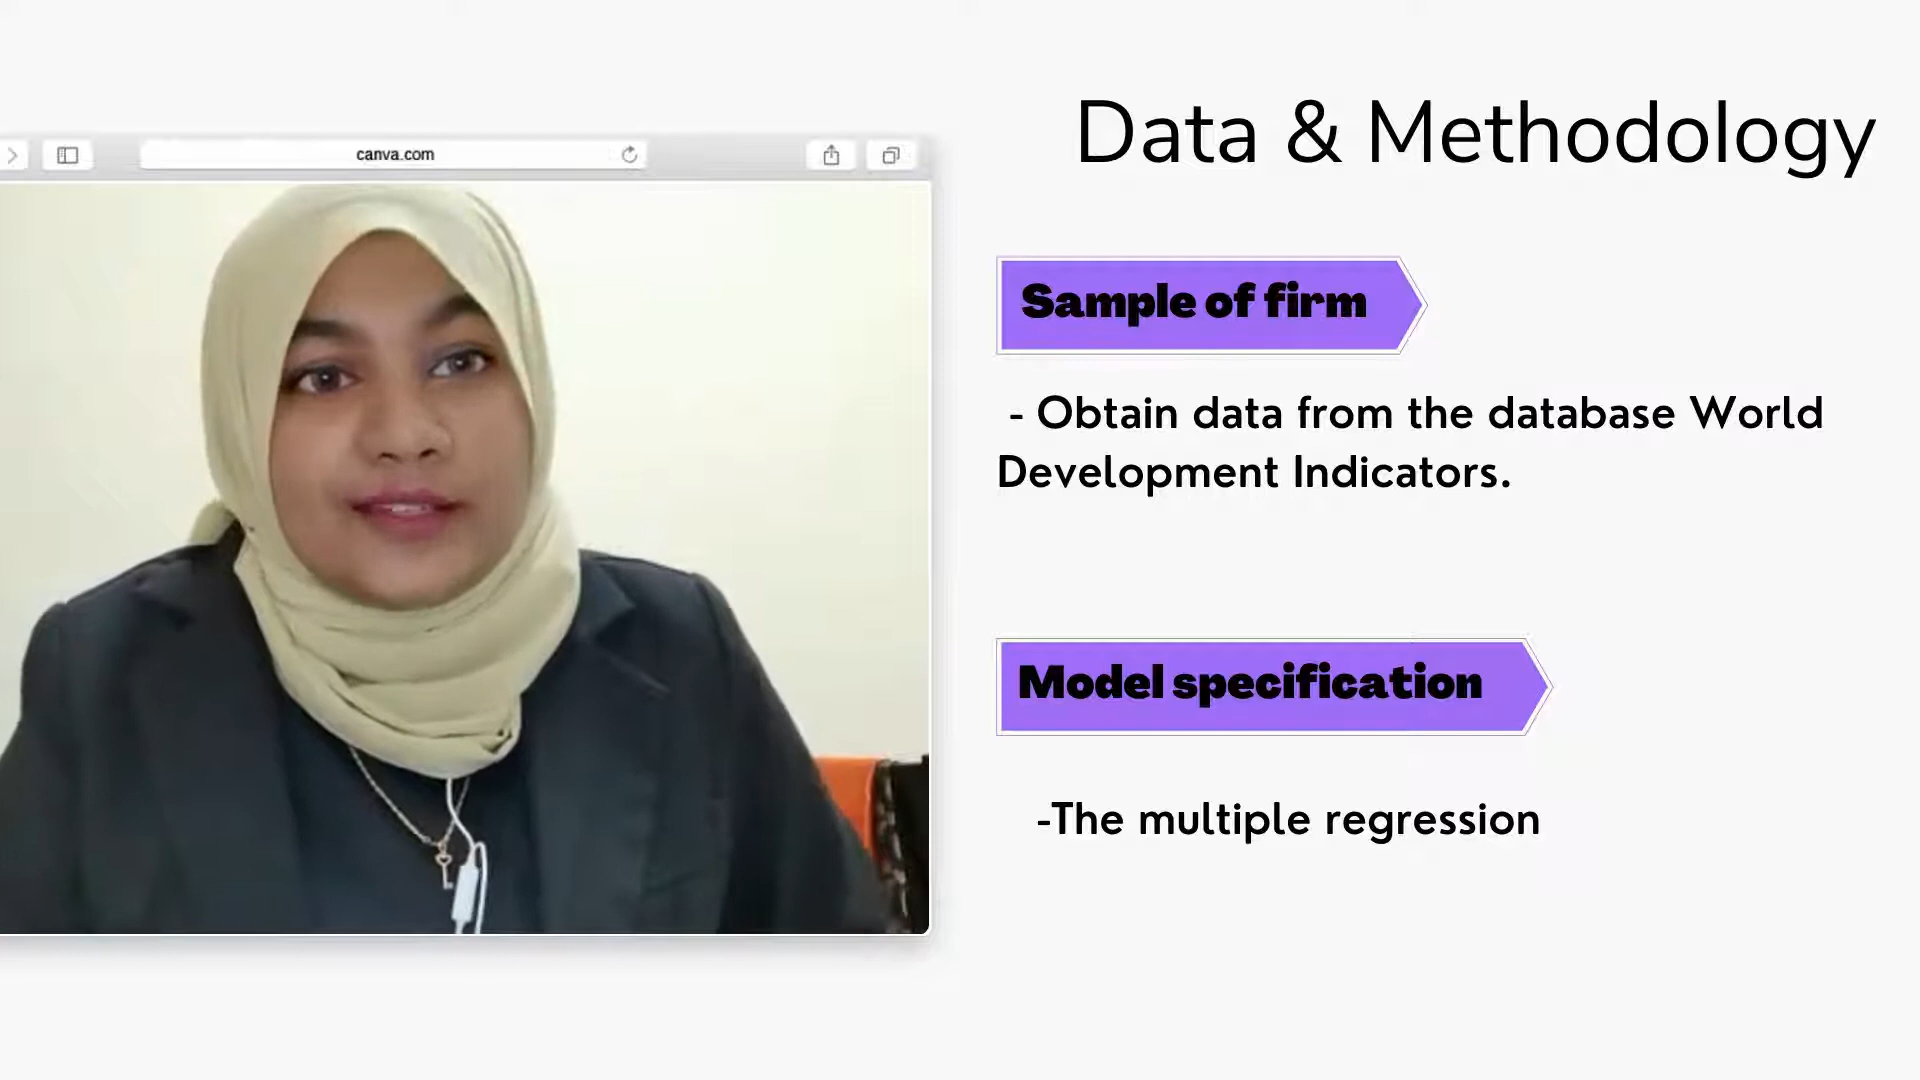 canva.com
Data & Methodology
Sample of firm
- Obtain data from the database World
Development Indicators.
Model specification
-The multiple regression